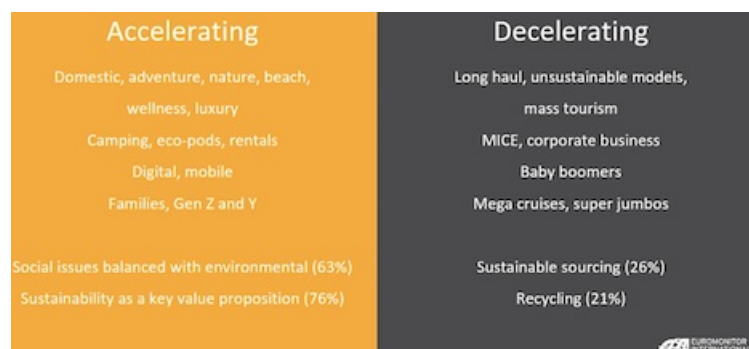 Accelerating
Domestic, adventure, nature, beach,
wellness, luxury
Camping, eco-pods, rentals
Digital, mobile
Families, Gen Z and Y
Social issues balanced with environmental (63%)
Sustainability as a key value proposition (76%)
Decelerating
Long haul, unsustainable models,
mass tourism
MICE, corporate business
Baby boomers
Mega cruises, super jumbos
Sustainable sourcing (26%)
Recycling (21%)
EUROMONITOR
INTERNATIONAL